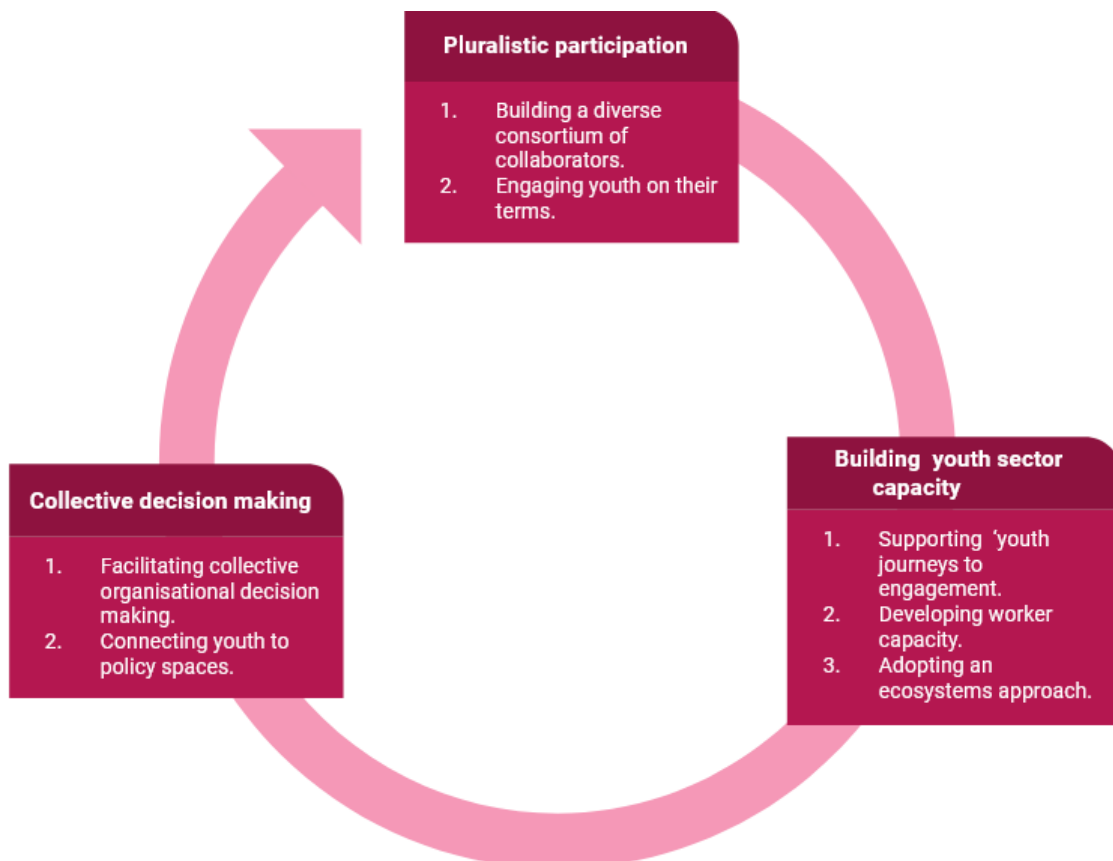 Pluralistic participation
1. Building a diverse
consortium of
collaborators.
2. Engaging youth on their
terms.
Building youth sector
capacity
1. Supporting ‘youth
journeys to
engagement.
2. Developing worker
capacity.
3. Adopting an
ecosystems approach.
Collective decision making
1. Facilitating collective
organisational decision
making.
2. Connecting youth to
policy spaces.